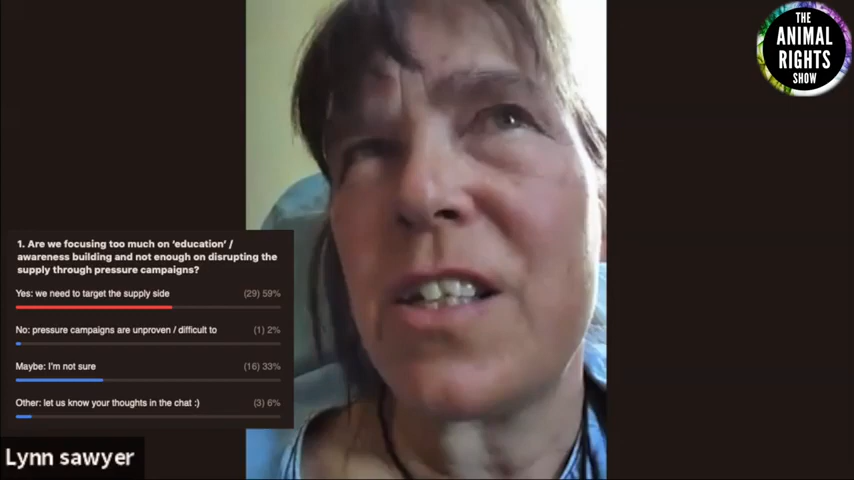 THE
ANIMAL
RIGHTS
SHOW
1. Are we focusing too much on ‘education’ /
awareness building and not enough on disrupting the
supply through pressure campaigns?
Yes: we need to target the supply side (29) 59%
No: pressure campaigns are unproven / difficult to (1) 2%
Maybe: I'm not sure (16) 33%
Other: let us know your thoughts in the chat :) (3) 6%
Lynn sawyer